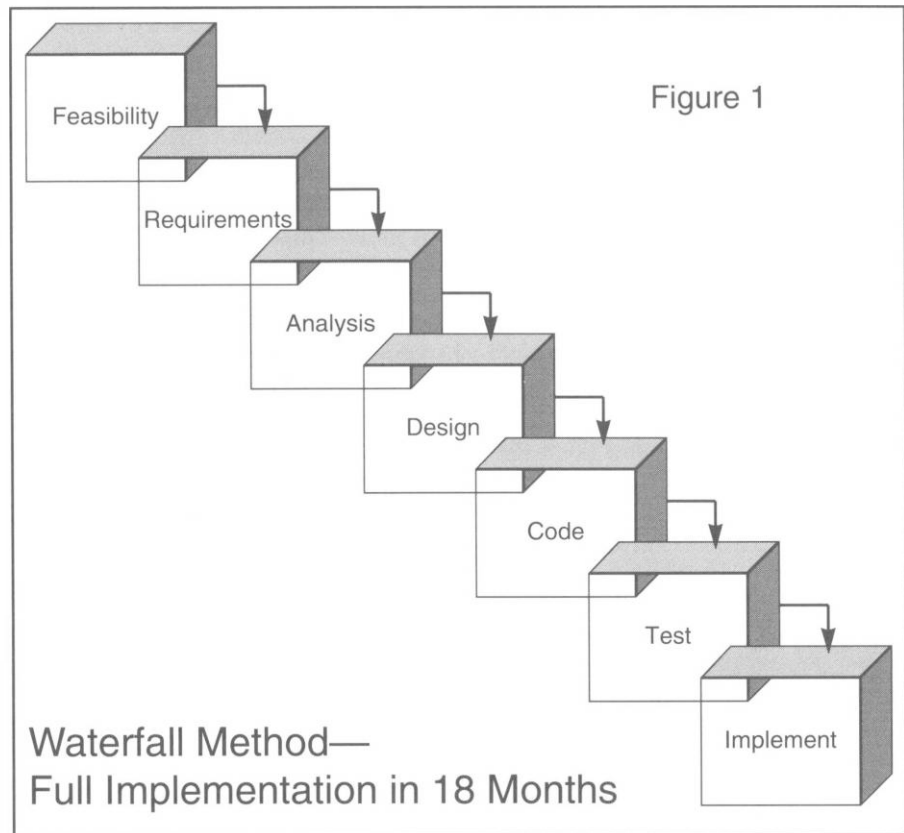 Figure 1
Feasibility
Requirements
Analysis
Design
Code
Test
Implement
Waterfall Method—
Full Implementation in 18 Months